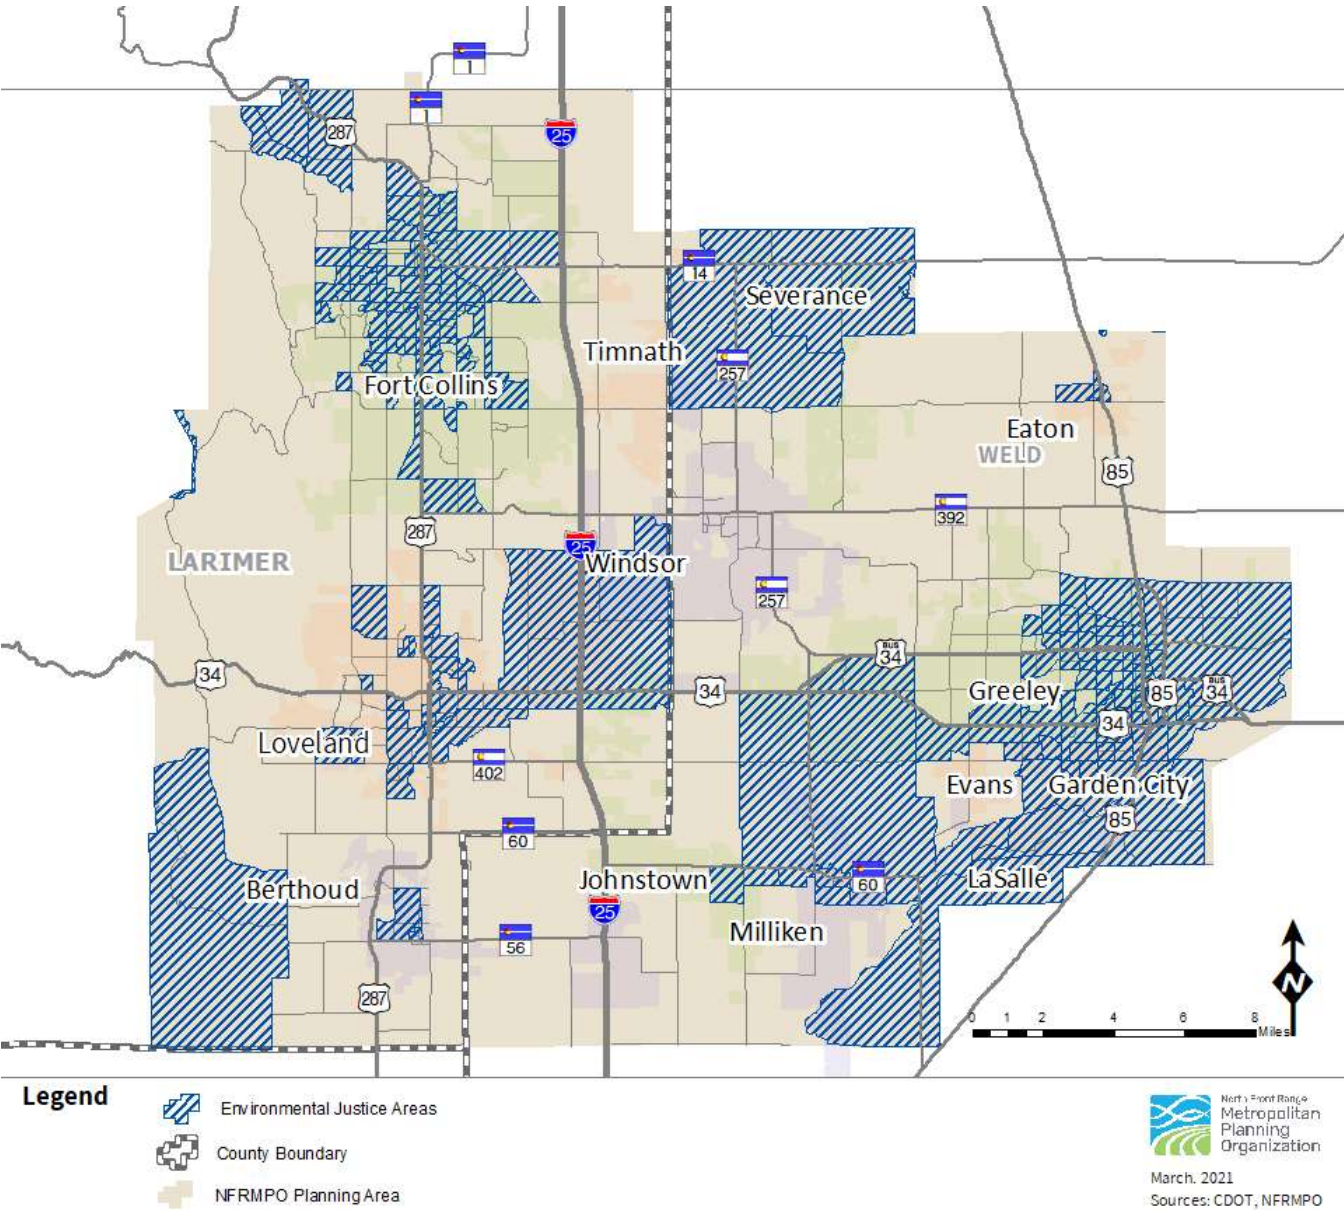 1
1
287
25
14
Severance
Timnath
257
Fort Collins
Eaton
WELD
85
392
287
25
LARIMER
Windsor
257
BUS
34
34
34
Greeley
85
BUS
34
34
Loveland
402
Evans
Garden City
85
60
Berthoud
Johnstown
60
LaSalle
25
Milliken
56
287
N
0 1 2 4 6 8
Miles
Legend
Environmental Justice Areas
County Boundary
NFRMPO Planning Area
North Front Range
Metropolitan
Planning
Organization
March. 2021
Sources: CDOT, NFRMPO